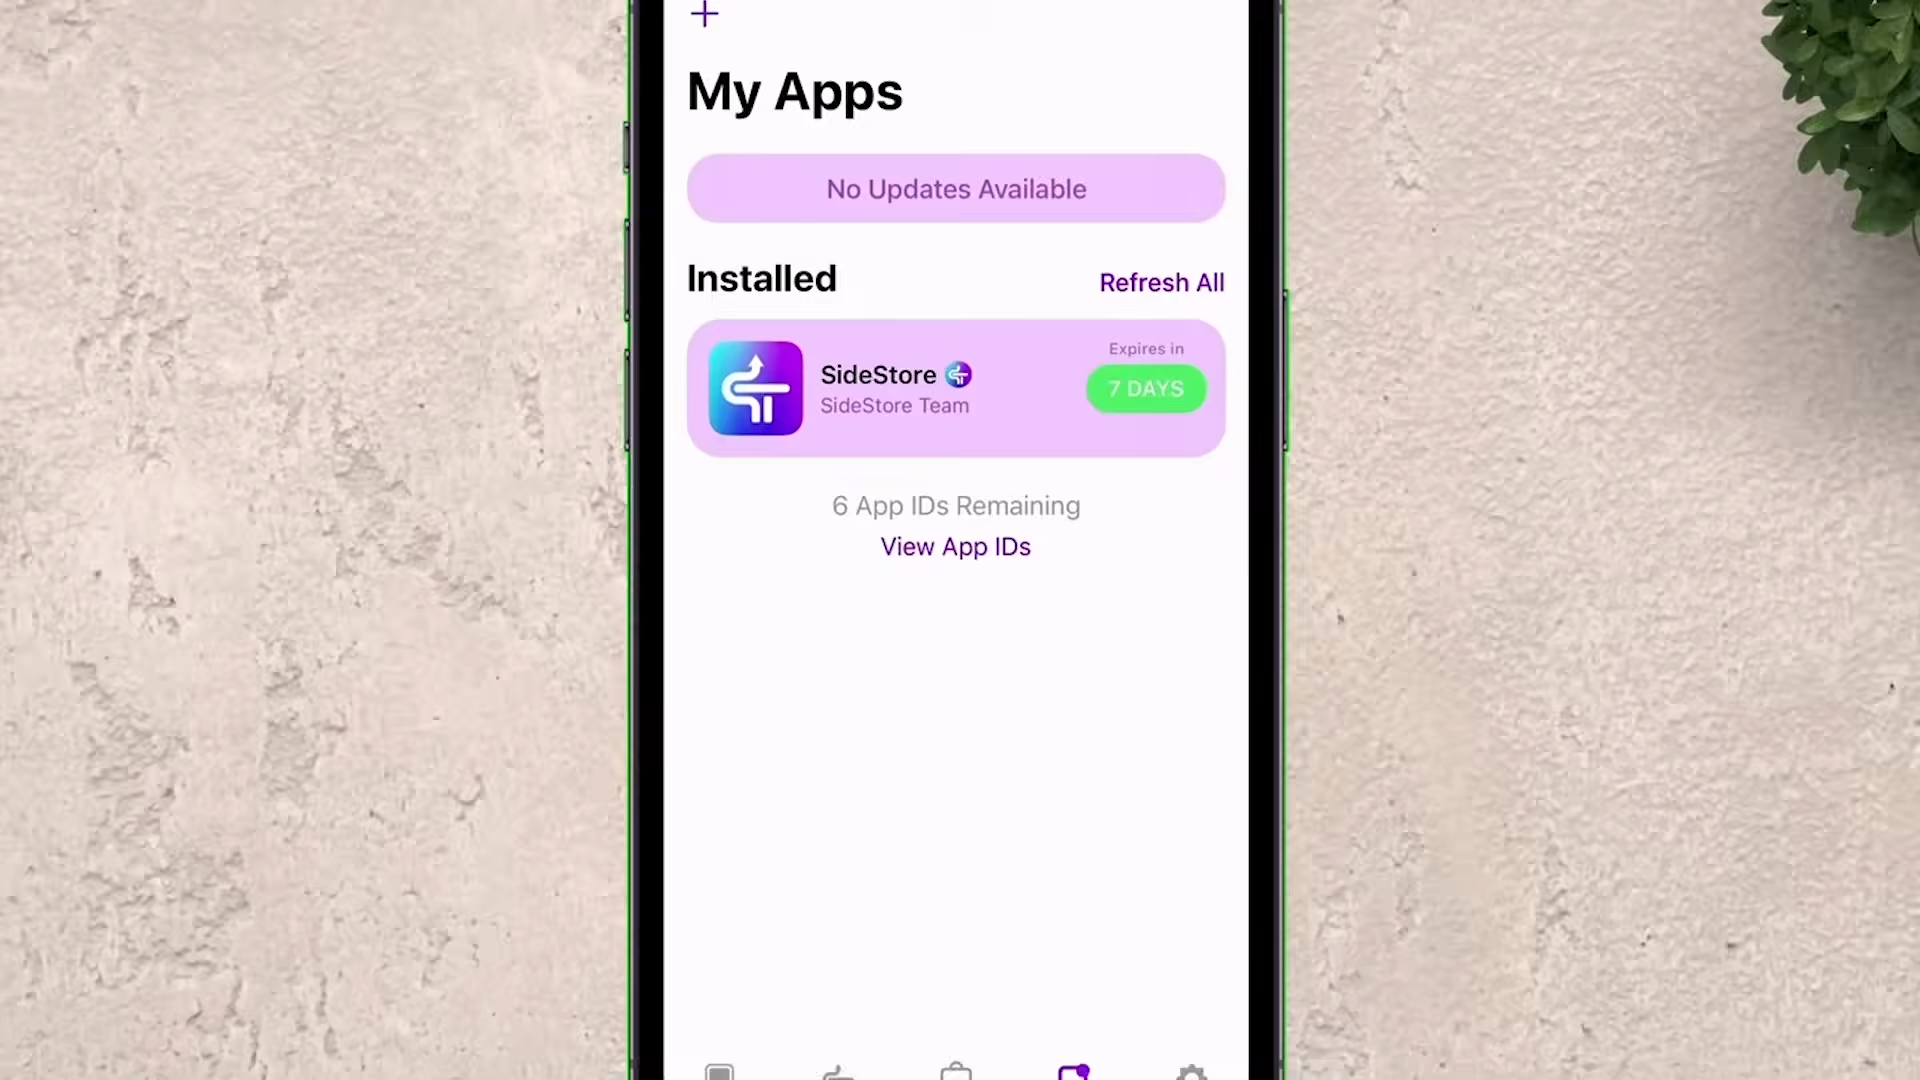 My Apps
No Updates Available
Installed
Refresh All
SideStore
SideStore Team
Expires in
7 DAYS
6 App IDs Remaining
View App IDs